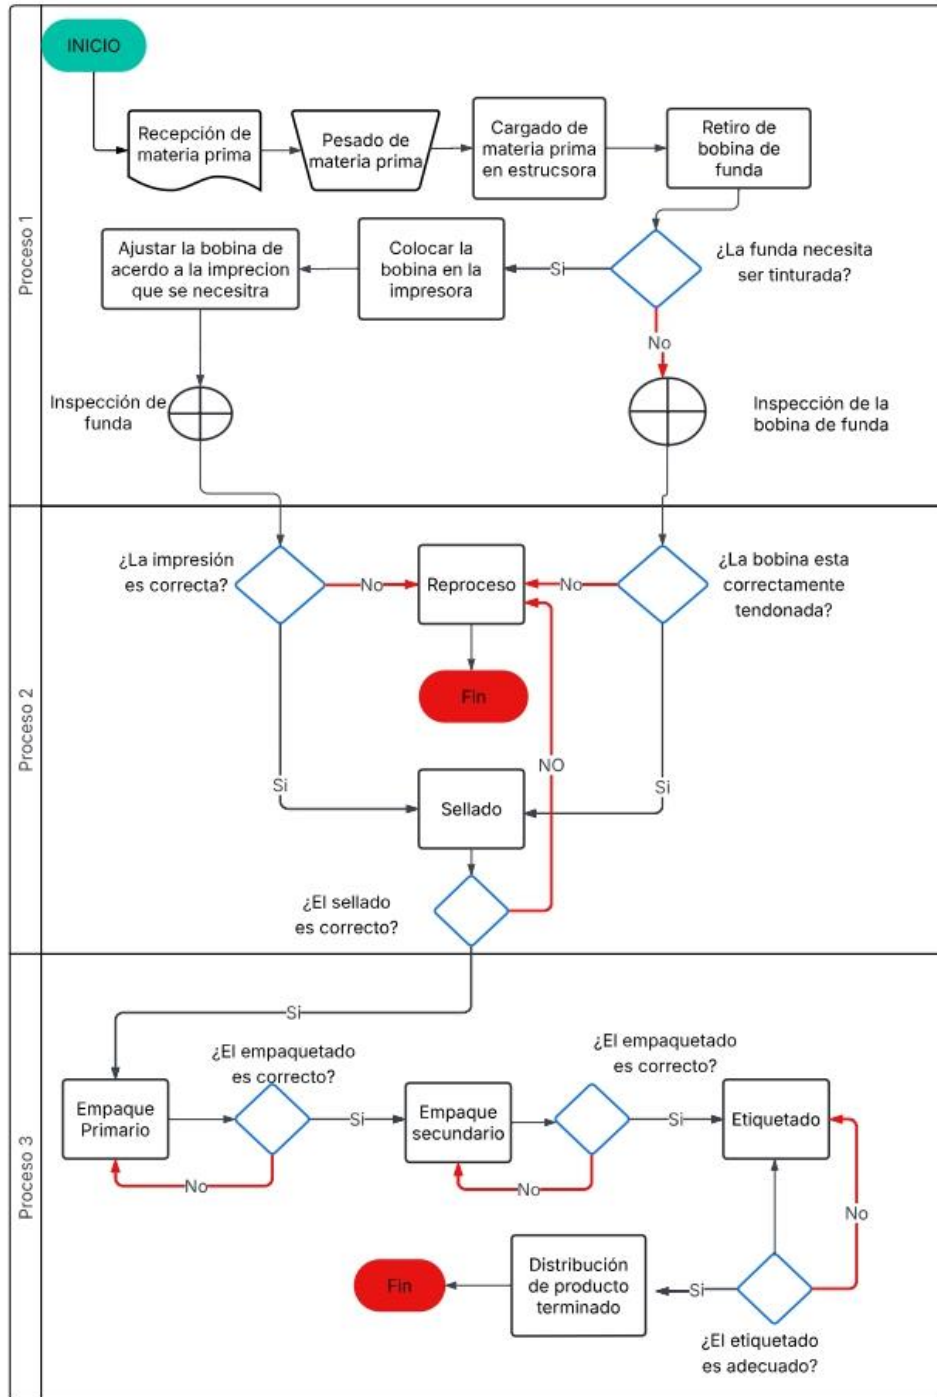 INICIO
Recepción de
materia prima
Pesado de
materia prima
Cargado de
materia prima
en estrucsora
Retiro de
bobina de
funda
Proceso 1
Ajustar la bobina de
acerdo a la imprecion
que se necesitra
Colocar la
bobina en la
impresora
Si
¿La funda necesita
ser tinturada?
No
Inspección de
funda
Inspección de la
bobina de funda
Proceso 2
¿La impresión
es correcta?
No
Reproceso
No
¿La bobina esta
correctamente
tendonada?
Fin
NO
Si
Sellado
Si
¿El sellado
es correcto?
Proceso 3
Si
¿El empaquetado
es correcto?
¿El empaquetado
es correcto?
Empaque
Primario
Si
Empaque
secundario
Si
Etiquetado
No
No
No
Fin
Distribución
de producto
terminado
Si
¿El etiquetado
es adecuado?